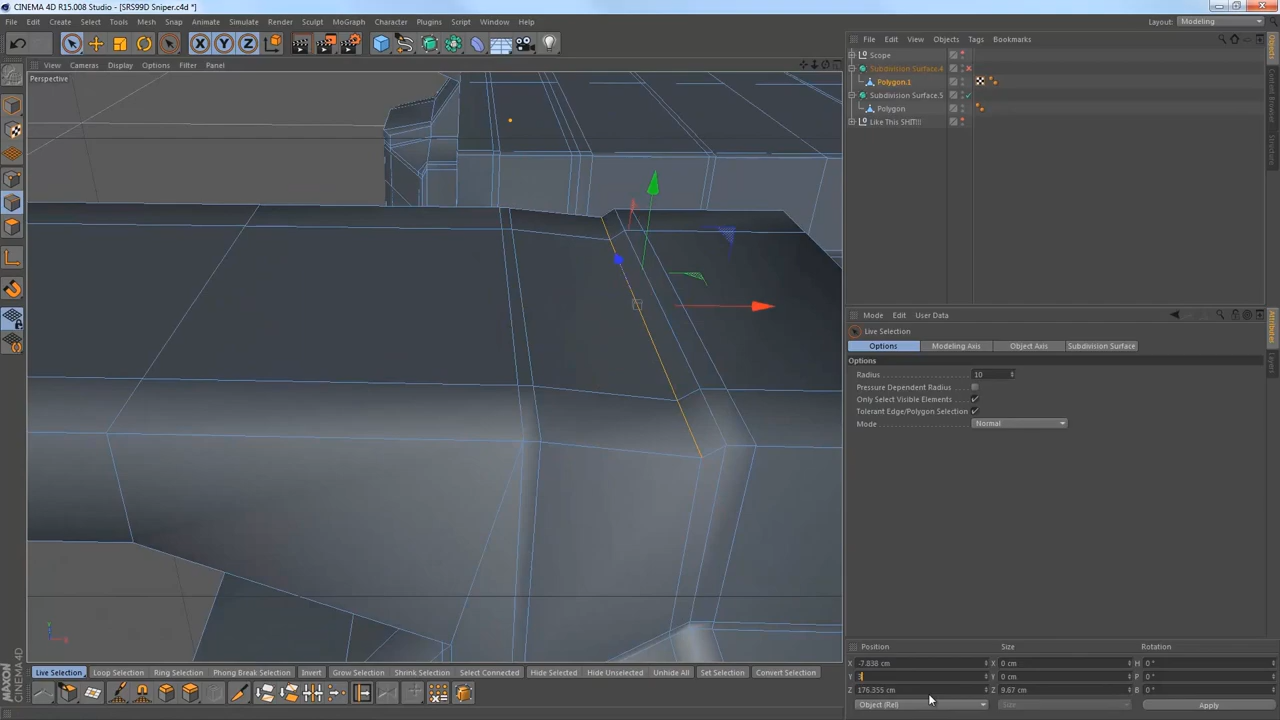 CINEMA 4D R15.008 Studio - [SRS99D Sniper.c4d *]
File Edit Create Select Tools Mesh Snap Animate Simulate Render Sculpt MoGraph Character Plugins Script Window Help
Layout: Modeling
View Cameras Display Options Filter Panel
Perspective
File Edit View Objects Tags Bookmarks
Scope
Subdivision Surface.4
Polygon.1
Subdivision Surface.5
Polygon
Like This SHIT!!!
Objects
Content Browser
Structure
Mode Edit User Data
Live Selection
Options Modeling Axis Object Axis Subdivision Surface
Options
Radius 10
Pressure Dependent Radius
Only Select Visible Elements
Tolerant Edge/Polygon Selection
Mode Normal
Attributes
Layers
Position Size Rotation
X -7.838 cm X 0 cm H 0 °
Y 3 Y 0 cm P 0 °
Z 176.355 cm Z 9.67 cm B 0 °
Object (Rel) Size Apply
Live Selection Loop Selection Ring Selection Phong Break Selection Invert Grow Selection Shrink Selection Select Connected Hide Selected Hide Unselected Unhide All Set Selection Convert Selection
MAXON CINEMA 4D